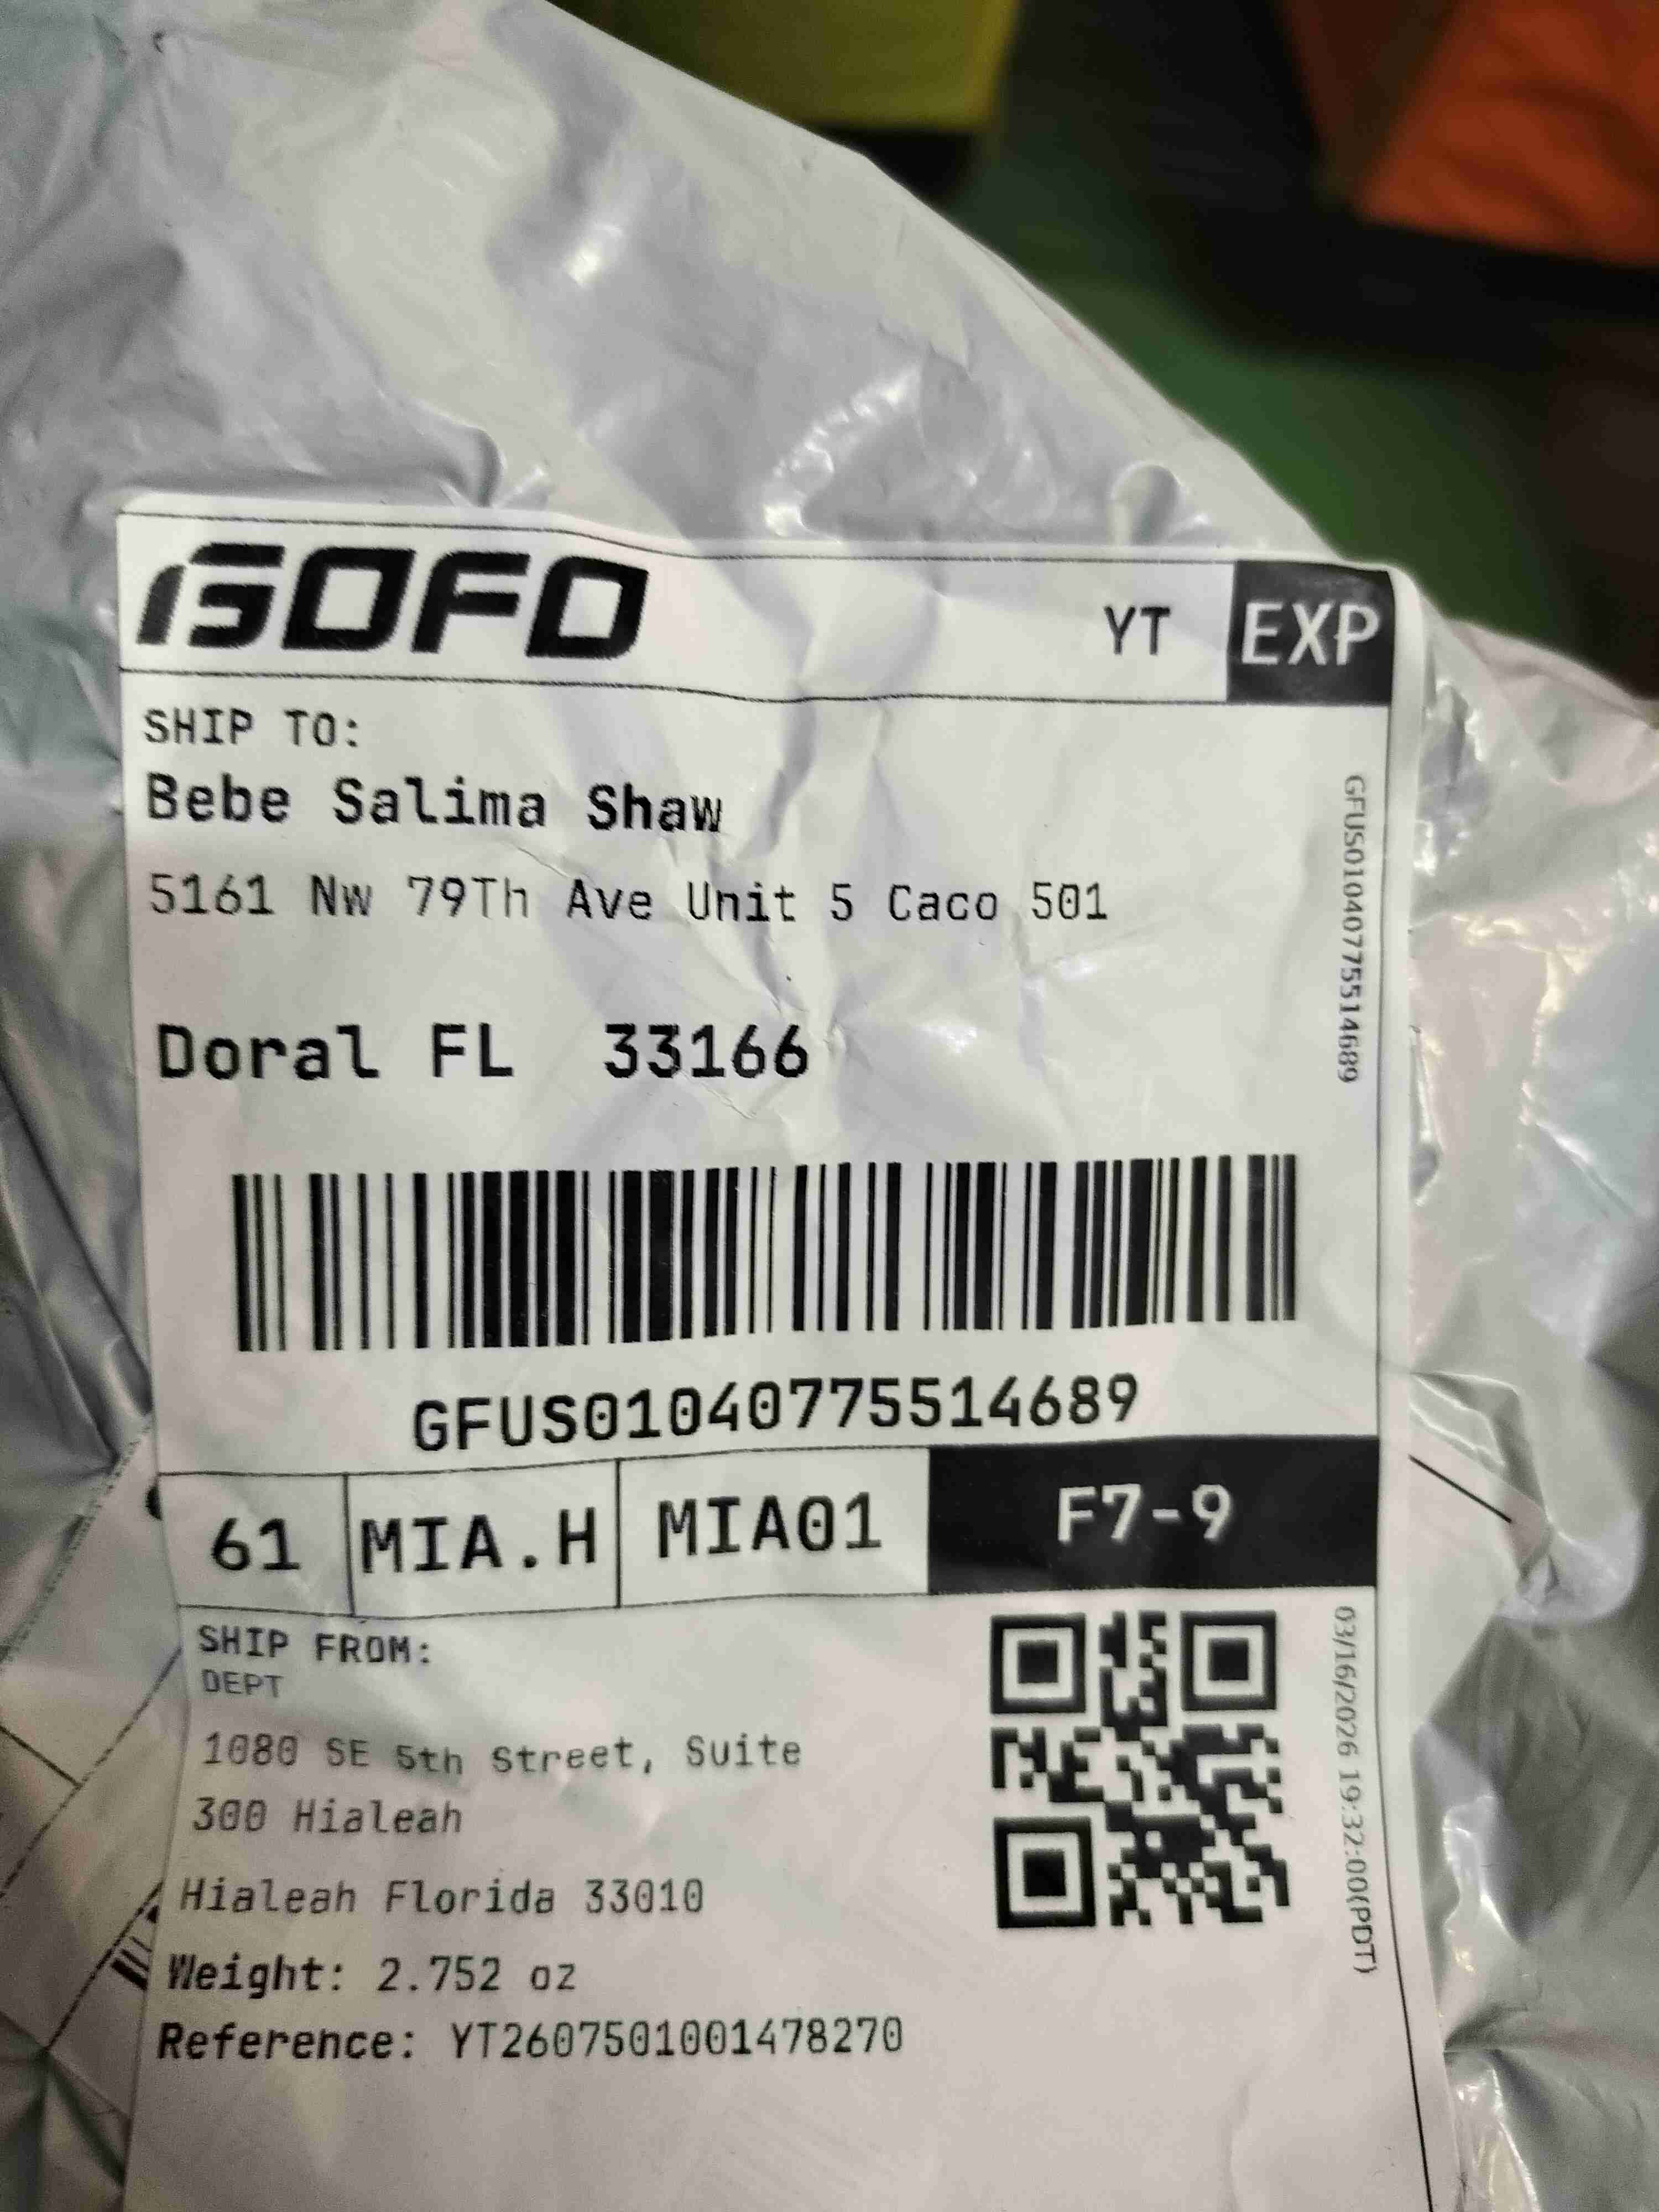 GOFO YT EXP
SHIP TO:
Bebe Salima Shaw
5161 Nw 79Th Ave Unit 5 Caco 501
Doral FL 33166
GFUS01040775514689
GFUS01040775514689
61 MIA.H MIA01 F7-9
SHIP FROM:
DEPT
1080 SE 5th Street, Suite
300 Hialeah
Hialeah Florida 33010
Weight: 2.752 oz
Reference: YT2607501001478270
03/16/2026 19:32:00(PDT)